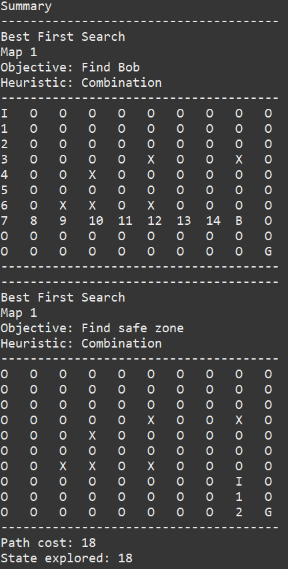 Summary
--------------------------------------
Best First Search
Map 1
Objective: Find Bob
Heuristic: Combination
--------------------------------------
I   O   O   O   O   O   O   O   O   O
1   O   O   O   O   O   O   O   O   O
2   O   O   O   O   O   O   O   O   O
3   O   O   O   O   X   O   O   X   O
4   O   O   X   O   O   O   O   O   O
5   O   O   O   O   O   O   O   O   O
6   O   X   X   O   X   O   O   O   O
7   8   9   10  11  12  13  14  B   O
O   O   O   O   O   O   O   O   O   O
O   O   O   O   O   O   O   O   O   G
--------------------------------------
--------------------------------------
Best First Search
Map 1
Objective: Find safe zone
Heuristic: Combination
--------------------------------------
O   O   O   O   O   O   O   O   O   O
O   O   O   O   O   O   O   O   O   O
O   O   O   O   O   O   O   O   O   O
O   O   O   O   O   X   O   O   X   O
O   O   O   X   O   O   O   O   O   O
O   O   O   O   O   O   O   O   O   O
O   O   X   X   O   X   O   O   O   O
O   O   O   O   O   O   O   O   I   O
O   O   O   O   O   O   O   O   1   O
O   O   O   O   O   O   O   O   2   G
--------------------------------------
Path cost: 18
State explored: 18